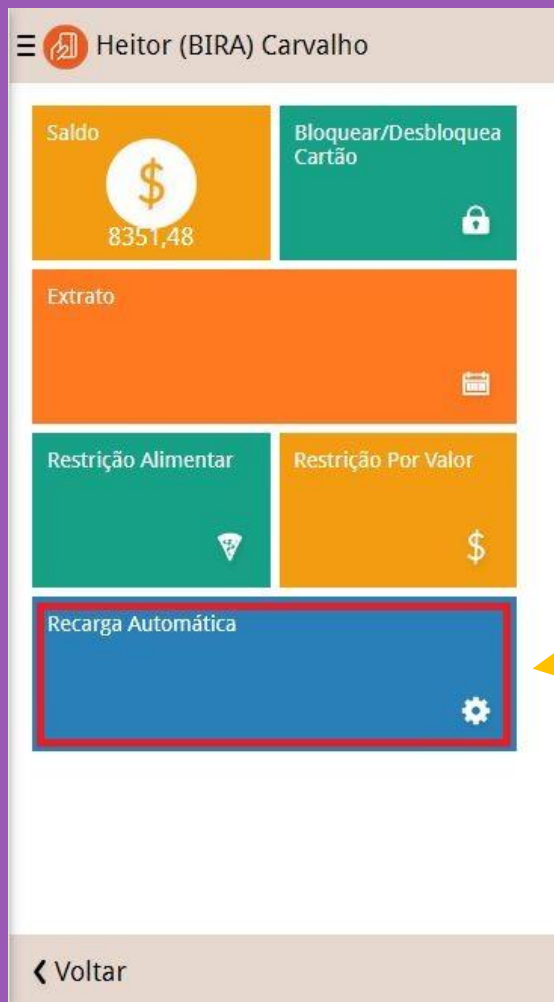 Heitor (BIRA) Carvalho
Saldo
$
8351,48
Bloquear/Desbloquea
Cartão
Extrato
Restrição Alimentar
Restrição Por Valor
$
Recarga Automática
Voltar